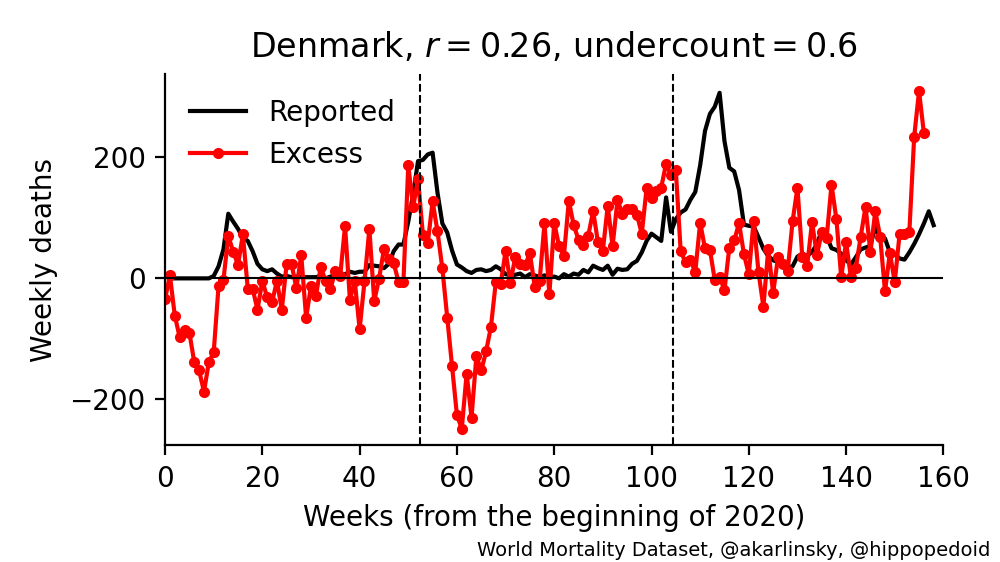 Denmark, r = 0.26, undercount = 0.6
Reported
Excess
Weekly deaths
200
0
−200
0 20 40 60 80 100 120 140 160
Weeks (from the beginning of 2020)
World Mortality Dataset, @akarlinsky, @hippopedoid